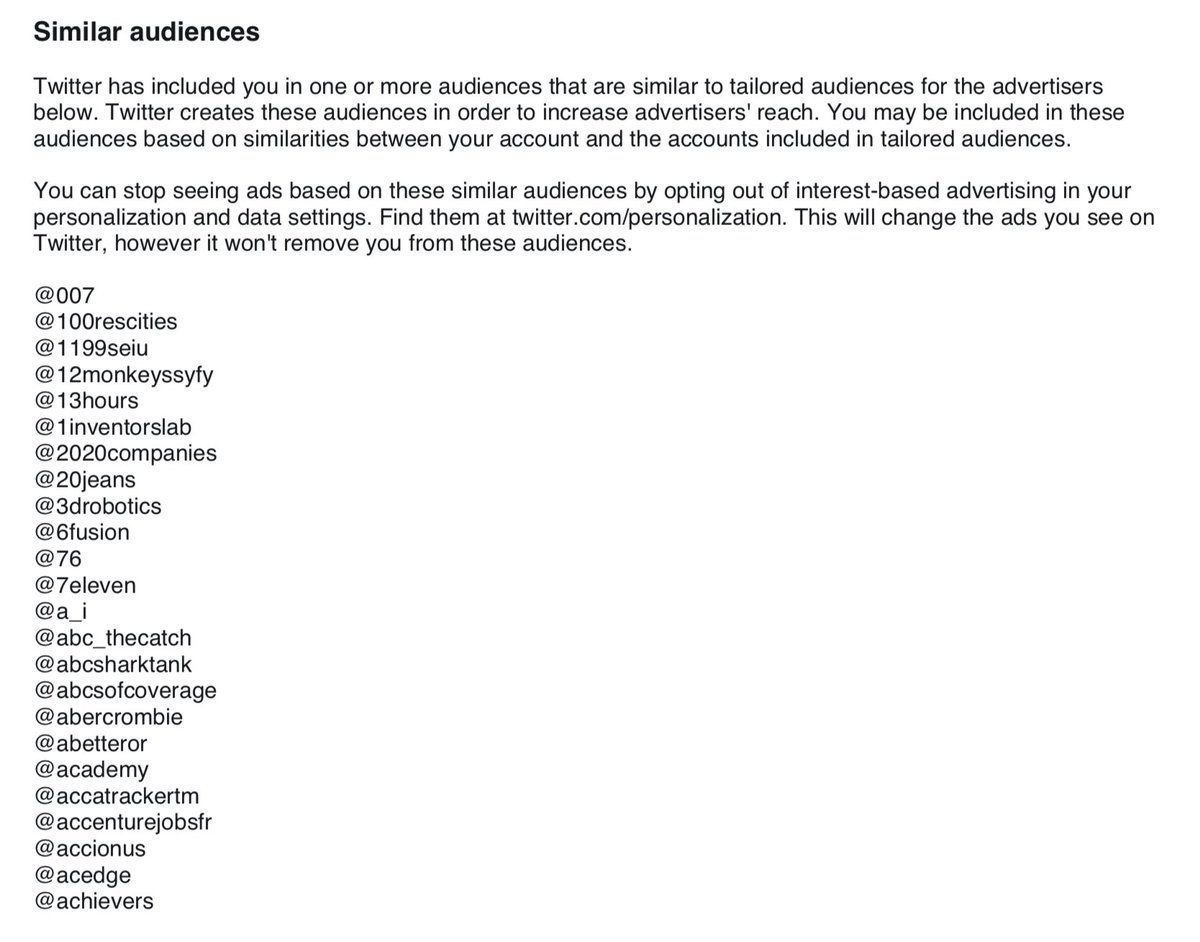 Similar audiences
Twitter has included you in one or more audiences that are similar to tailored audiences for the advertisers
below. Twitter creates these audiences in order to increase advertisers' reach. You may be included in these
audiences based on similarities between your account and the accounts included in tailored audiences.
You can stop seeing ads based on these similar audiences by opting out of interest-based advertising in your
personalization and data settings. Find them at twitter.com/personalization. This will change the ads you see on
Twitter, however it won't remove you from these audiences.
@007
@100rescities
@1199seiu
@12monkeyssyfy
@13hours
@1inventorslab
@2020companies
@20jeans
@3drobotics
@6fusion
@76
@7eleven
@a_i
@abc_thecatch
@abcsharktank
@abcsofcoverage
@abercrombie
@abetteror
@academy
@accatrackertm
@accenturejobsfr
@accionus
@acedge
@achievers